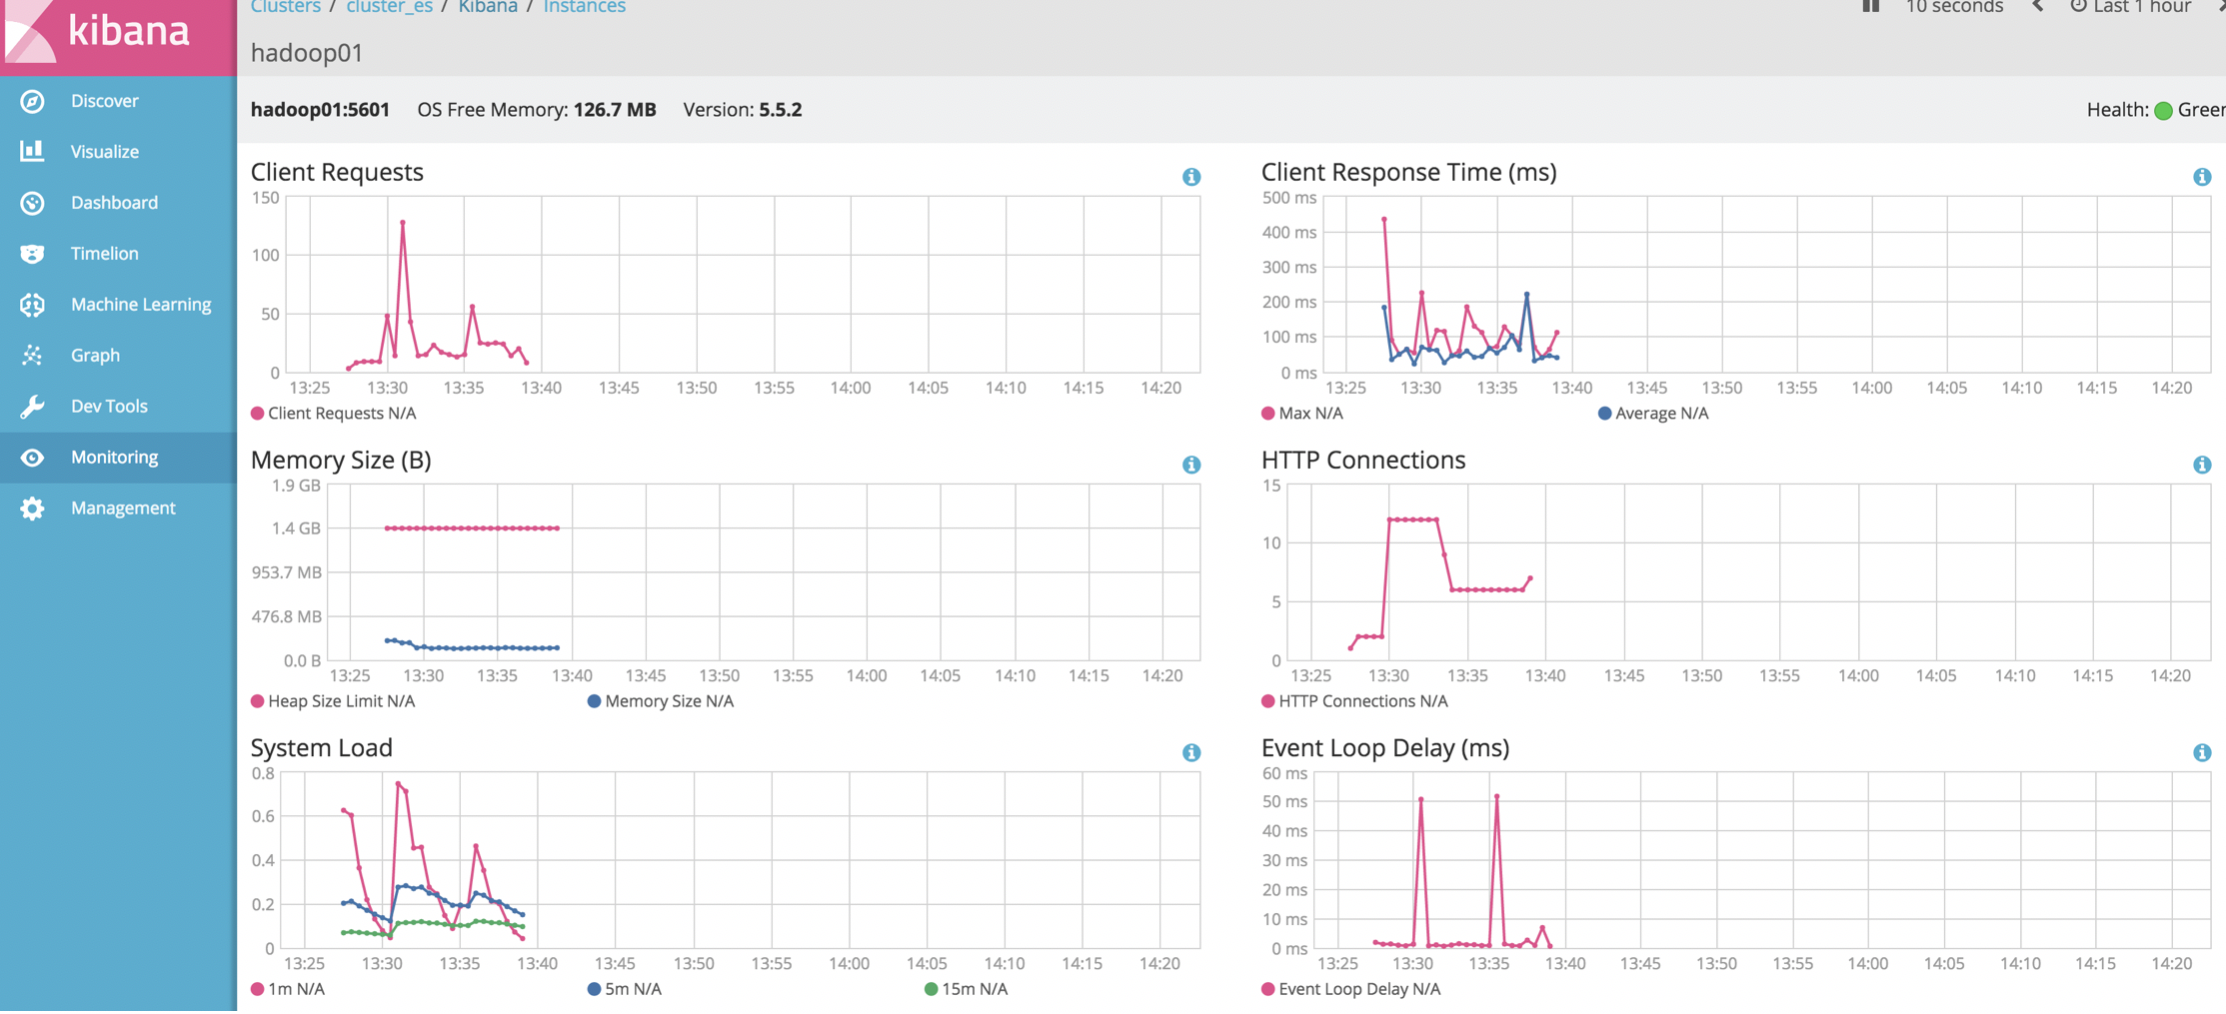 Clusters / cluster_es / Kibana / Instances
10 seconds
Last 1 hour
kibana
hadoop01
hadoop01:5601 OS Free Memory: 126.7 MB Version: 5.5.2
Health: Green
Discover
Visualize
Dashboard
Timelion
Machine Learning
Graph
Dev Tools
Monitoring
Management
Client Requests
150
100
50
0
13:25 13:30 13:35 13:40 13:45 13:50 13:55 14:00 14:05 14:10 14:15 14:20
Client Requests N/A
Client Response Time (ms)
500 ms
400 ms
300 ms
200 ms
100 ms
0 ms
13:25 13:30 13:35 13:40 13:45 13:50 13:55 14:00 14:05 14:10 14:15 14:20
Max N/A Average N/A
Memory Size (B)
1.9 GB
1.4 GB
953.7 MB
476.8 MB
0.0 B
13:25 13:30 13:35 13:40 13:45 13:50 13:55 14:00 14:05 14:10 14:15 14:20
Heap Size Limit N/A Memory Size N/A
HTTP Connections
15
10
5
0
13:25 13:30 13:35 13:40 13:45 13:50 13:55 14:00 14:05 14:10 14:15 14:20
HTTP Connections N/A
System Load
0.8
0.6
0.4
0.2
0
13:25 13:30 13:35 13:40 13:45 13:50 13:55 14:00 14:05 14:10 14:15 14:20
1m N/A 5m N/A 15m N/A
Event Loop Delay (ms)
60 ms
50 ms
40 ms
30 ms
20 ms
10 ms
0 ms
13:25 13:30 13:35 13:40 13:45 13:50 13:55 14:00 14:05 14:10 14:15 14:20
Event Loop Delay N/A